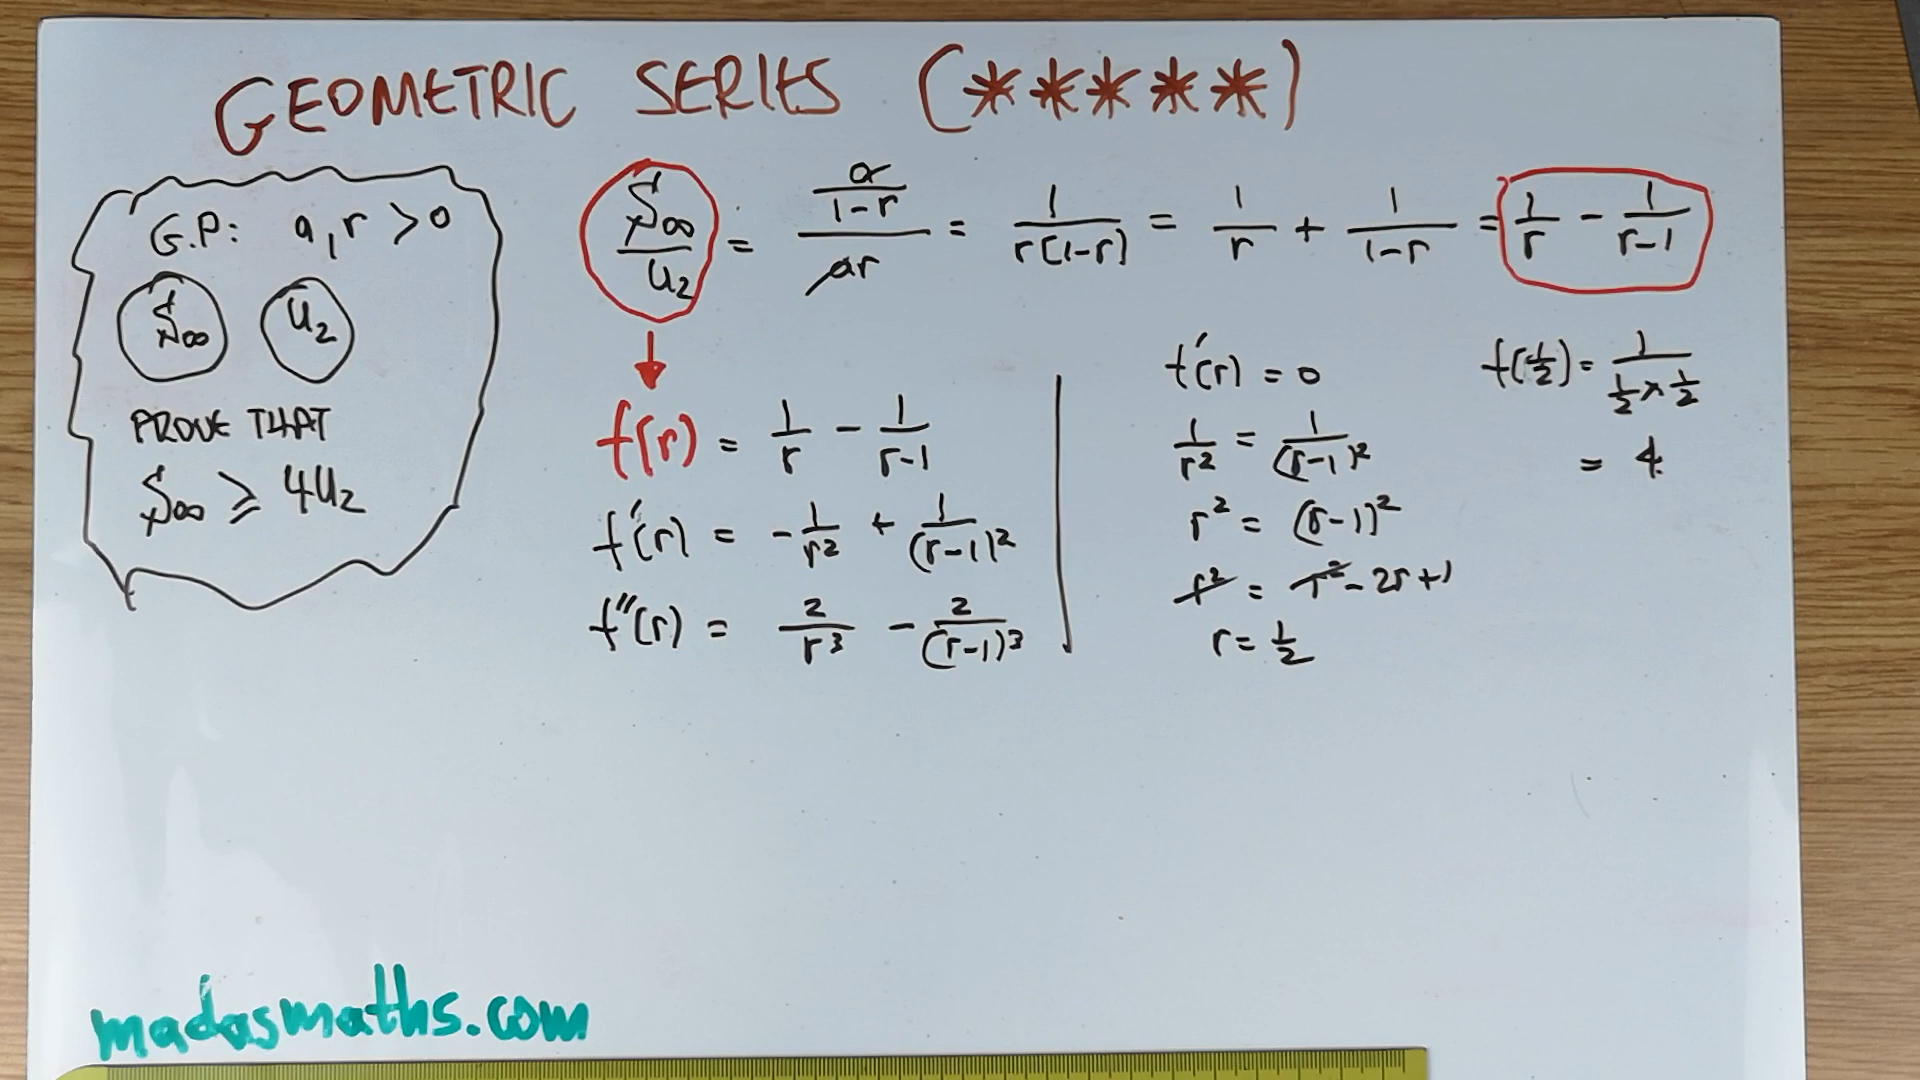 GEOMETRIC SERIES (*****)
G.P: a, r > 0
S∞ U2
PROVE THAT
S∞ ⩾ 4U2
S∞/U2 = (a/(1-r))/(ar) = 1/(r(1-r)) = 1/r + 1/(1-r) = 1/r - 1/(r-1)
f(r) = 1/r - 1/(r-1)
f'(r) = -1/r² + 1/(r-1)²
f''(r) = 2/r³ - 2/(r-1)³
f'(r) = 0
1/r² = 1/(r-1)²
r² = (r-1)²
r² = r² - 2r + 1
r = 1/2
f(1/2) = 1/(1/2 × 1/2)
= 4
madasmaths.com